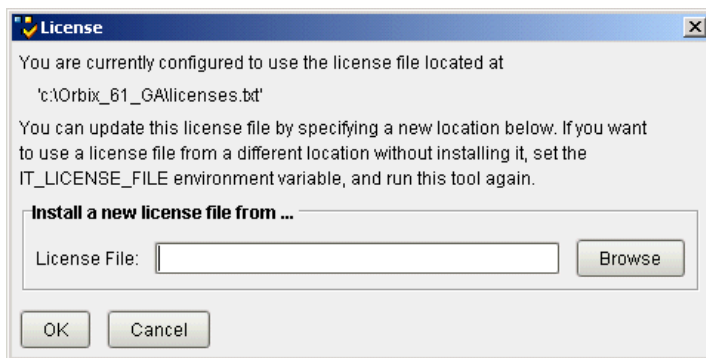 License
You are currently configured to use the license file located at
'c:\Orbix_61_GA\licenses.txt'
You can update this license file by specifying a new location below. If you want
to use a license file from a different location without installing it, set the
IT_LICENSE_FILE environment variable, and run this tool again.
Install a new license file from ...
License File: Browse
OK Cancel